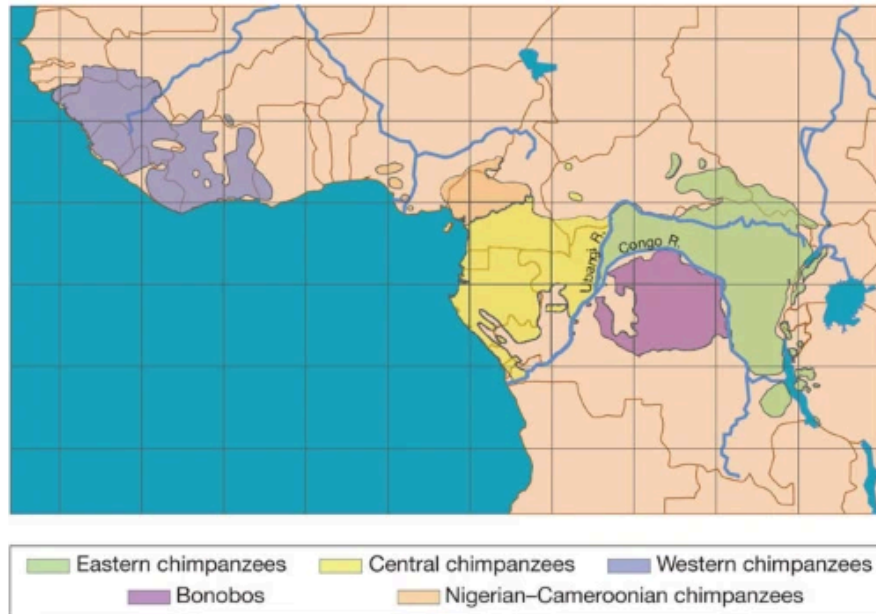 Ubangi R.
Congo R.
Eastern chimpanzees Central chimpanzees Western chimpanzees
Bonobos Nigerian–Cameroonian chimpanzees